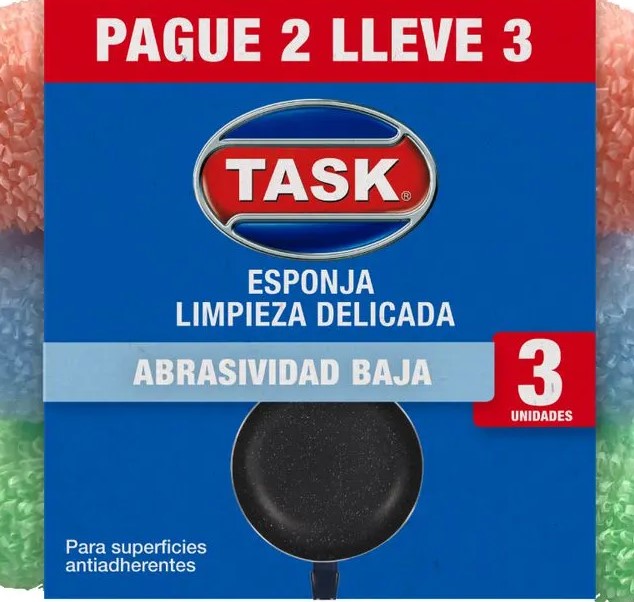 PAGUE 2 LLEVE 3
TASK®
ESPONJA
LIMPIEZA DELICADA
ABRASIVIDAD BAJA
3
UNIDADES
Para superficies
antiadherentes